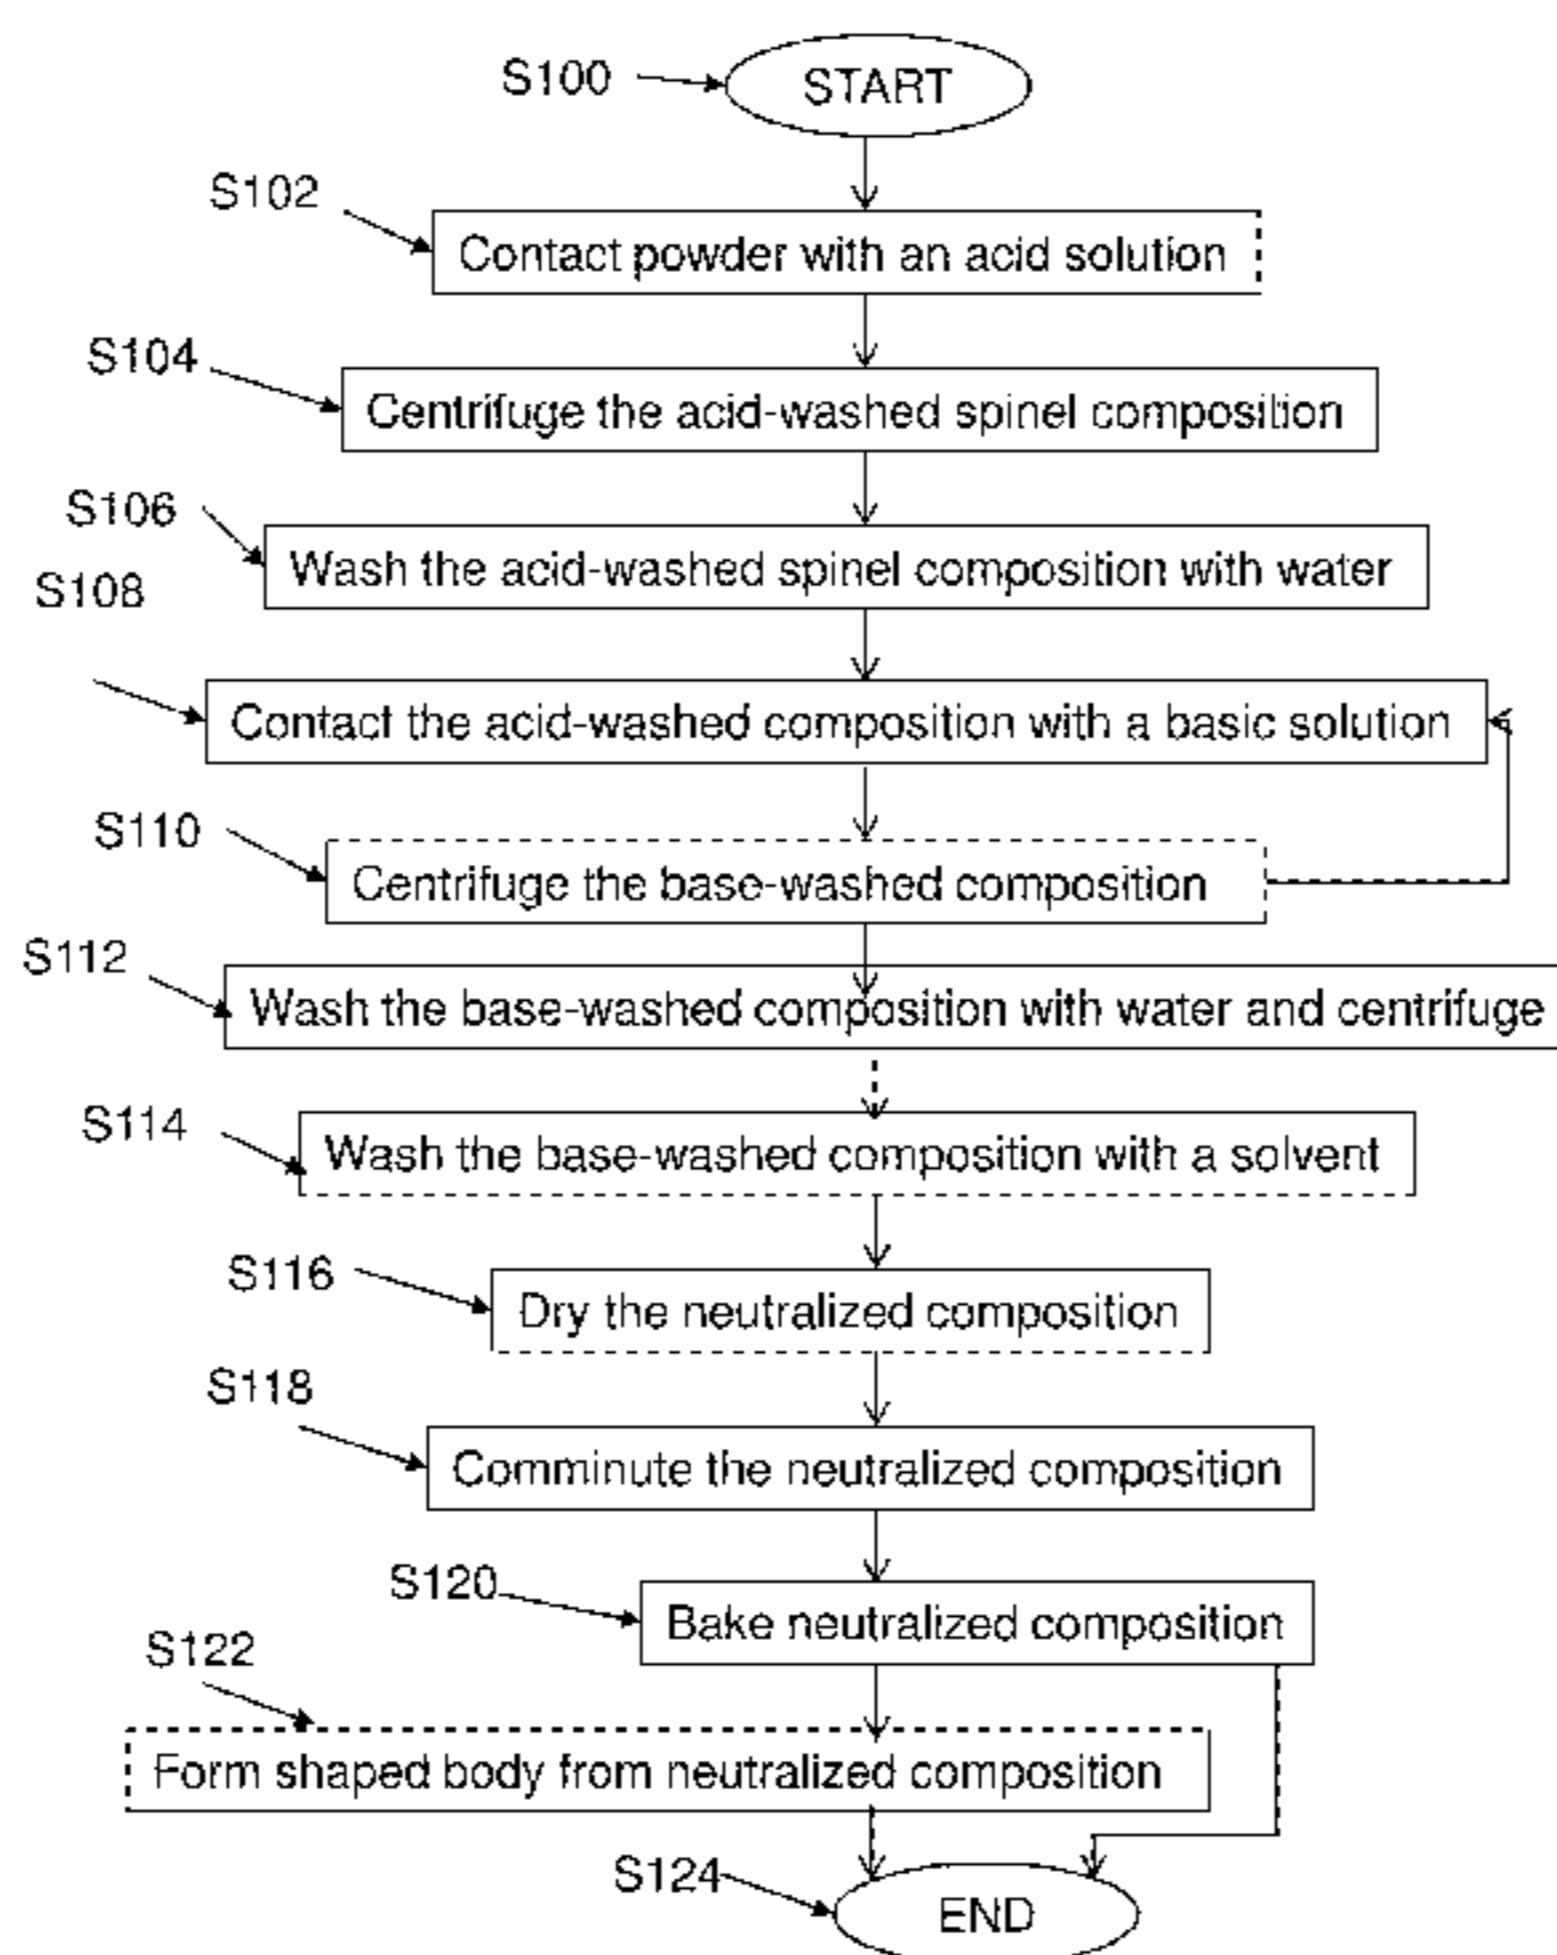 S100
START
S102
Contact powder with an acid solution
S104
Centrifuge the acid-washed spinel composition
S106
Wash the acid-washed spinel composition with water
S108
Contact the acid-washed composition with a basic solution
S110
Centrifuge the base-washed composition
S112
Wash the base-washed composition with water and centrifuge
S114
Wash the base-washed composition with a solvent
S116
Dry the neutralized composition
S118
Comminute the neutralized composition
S120
Bake neutralized composition
S122
Form shaped body from neutralized composition
S124
END